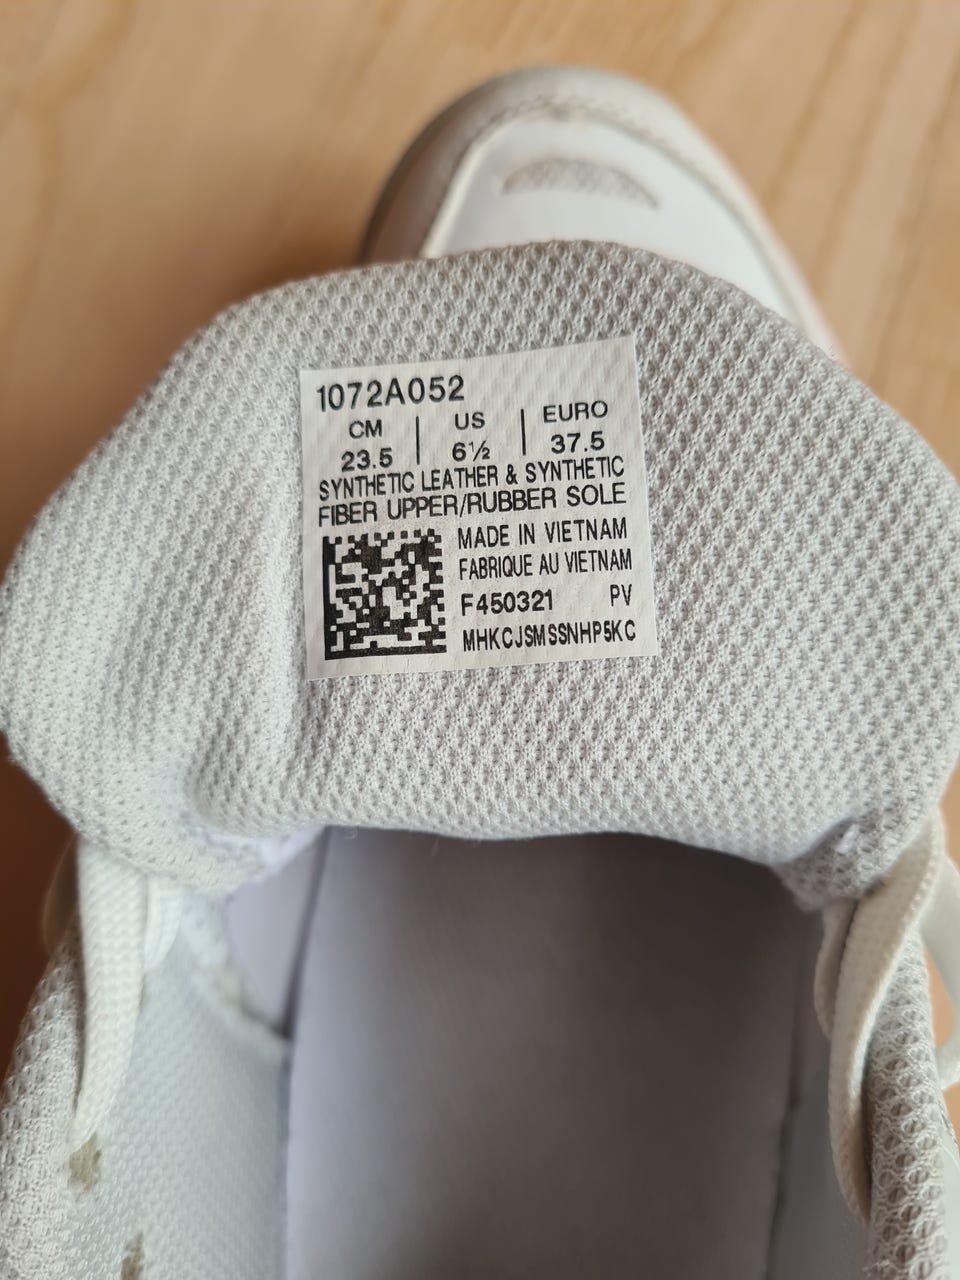 1072A052
CM | US | EURO
23.5 | 6½ | 37.5
SYNTHETIC LEATHER & SYNTHETIC
FIBER UPPER/RUBBER SOLE
MADE IN VIETNAM
FABRIQUE AU VIETNAM
F450321 PV
MHKCJSMSSNHP5KC